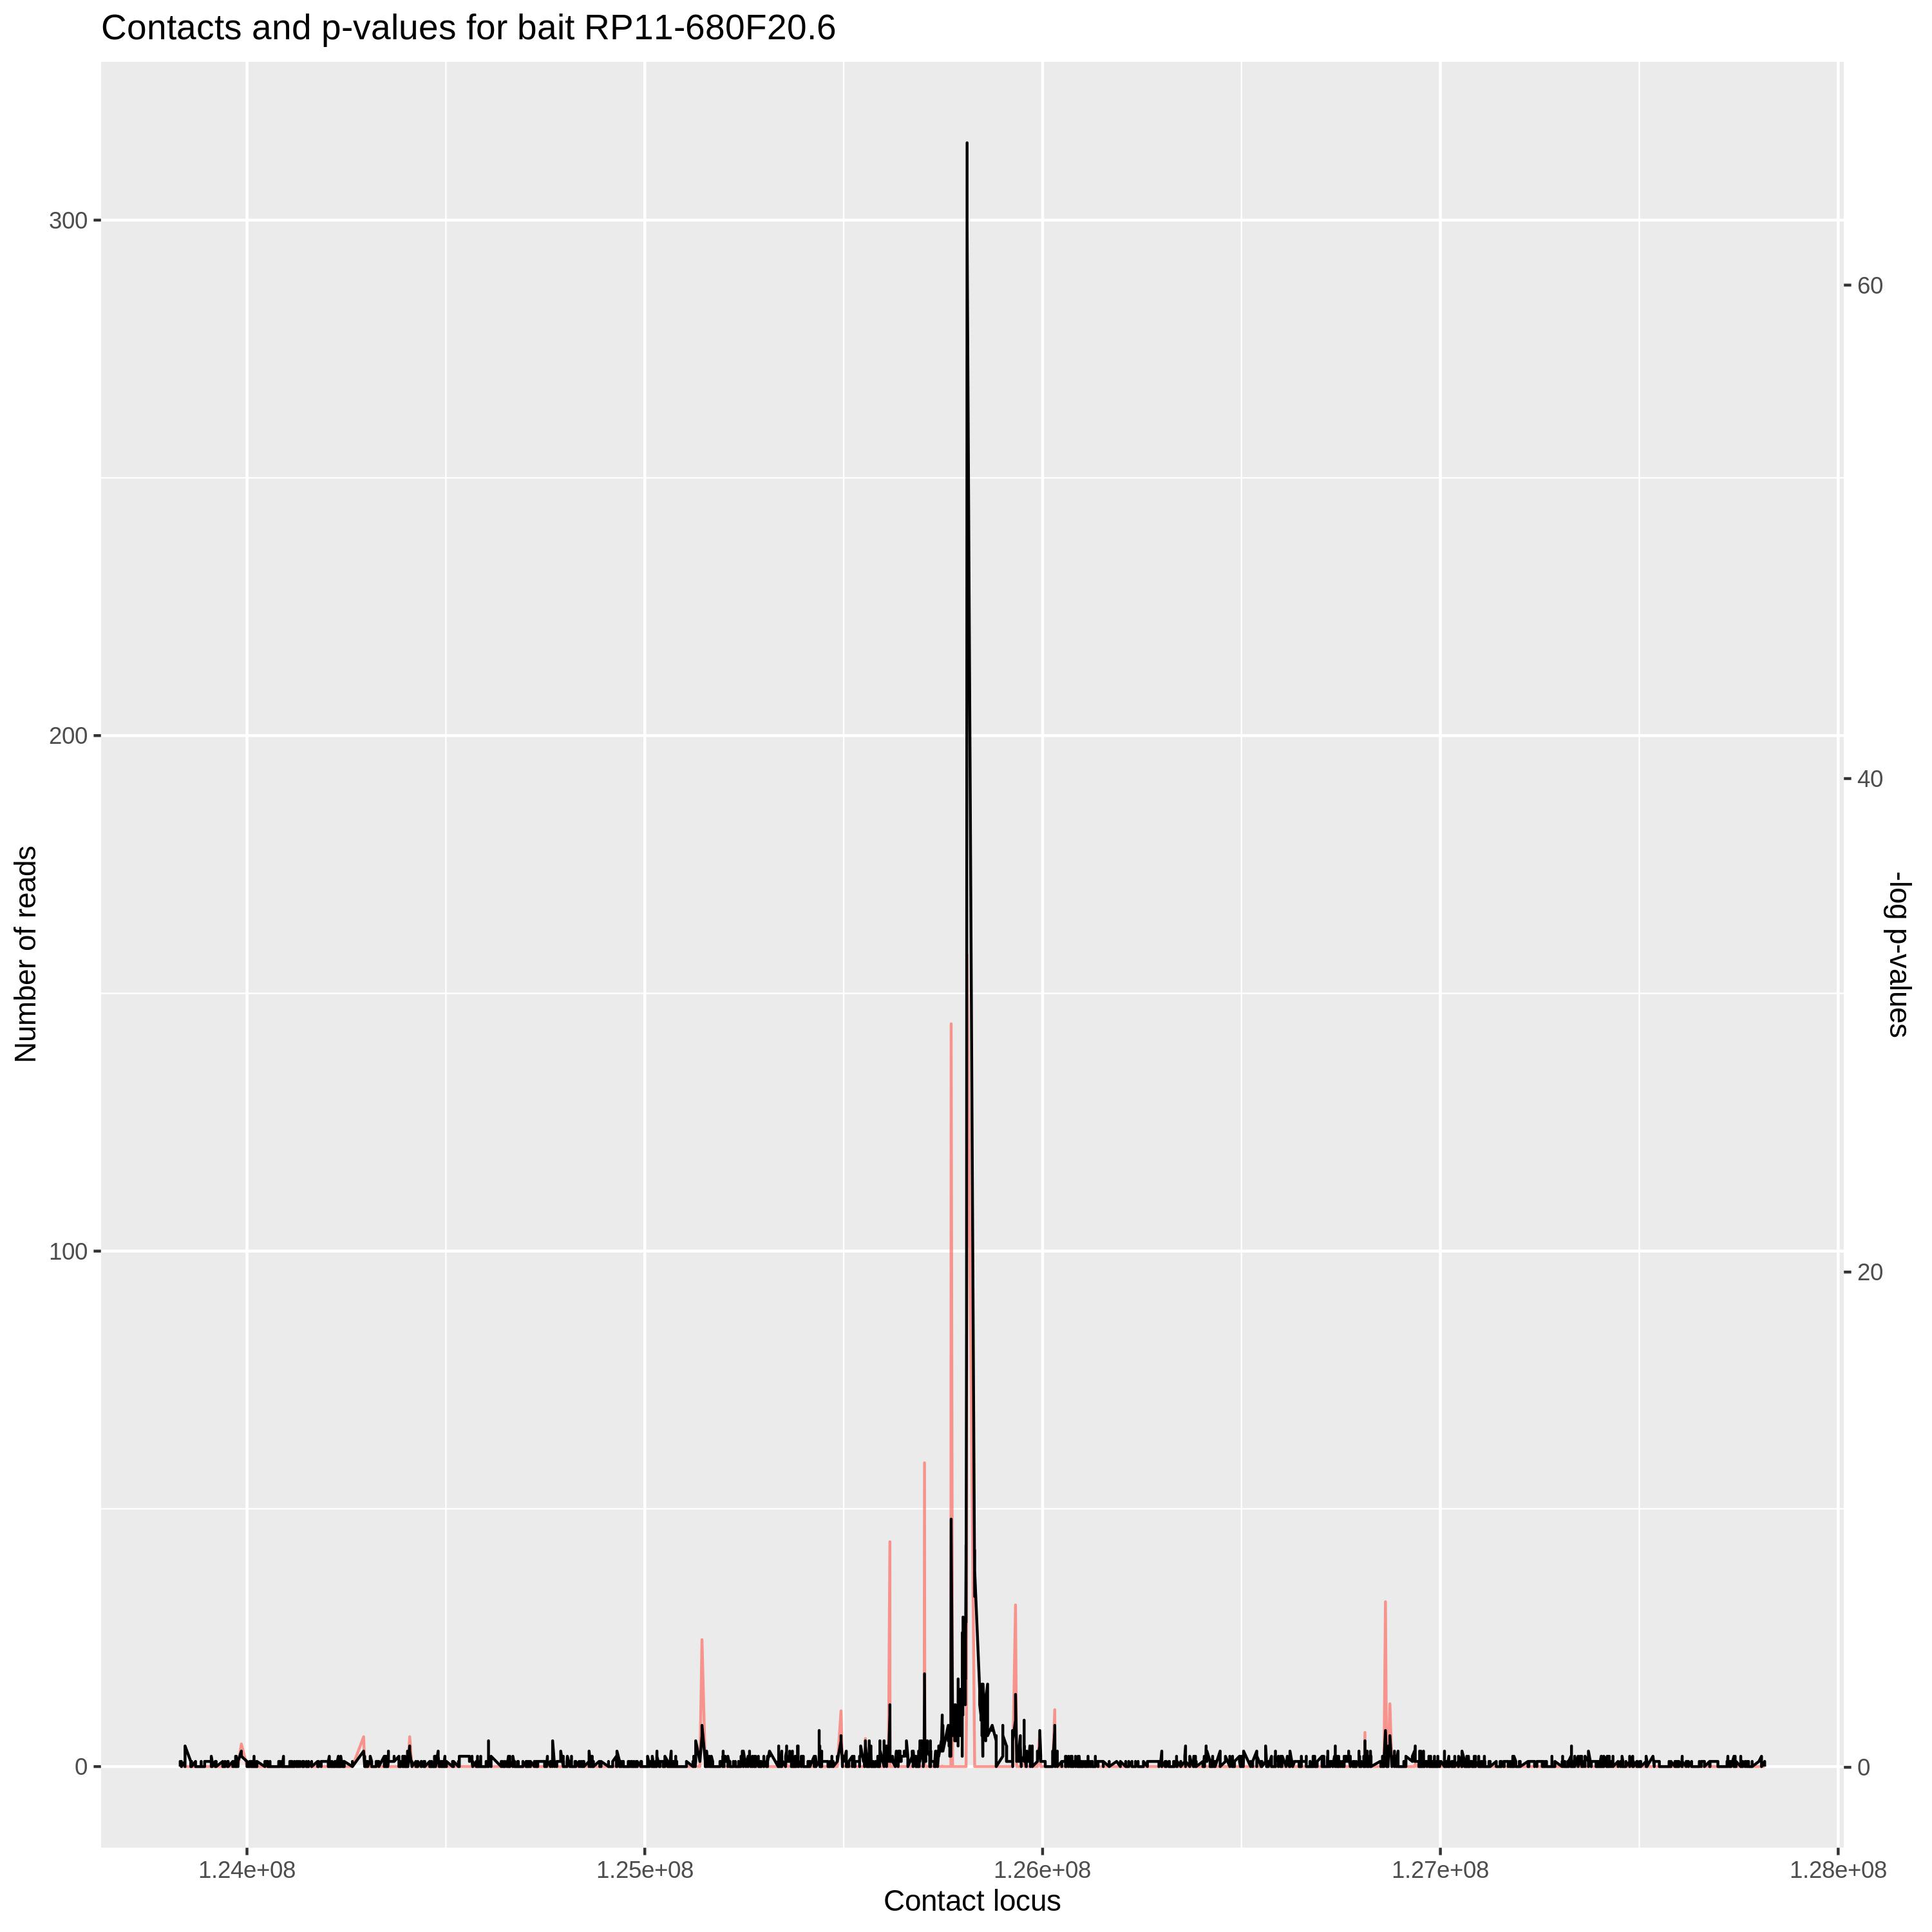 Contacts and p-values for bait RP11-680F20.6
Number of reads
300
200
100
0
60
40
20
0
-log p-values
1.24e+08
1.25e+08
1.26e+08
1.27e+08
1.28e+08
Contact locus